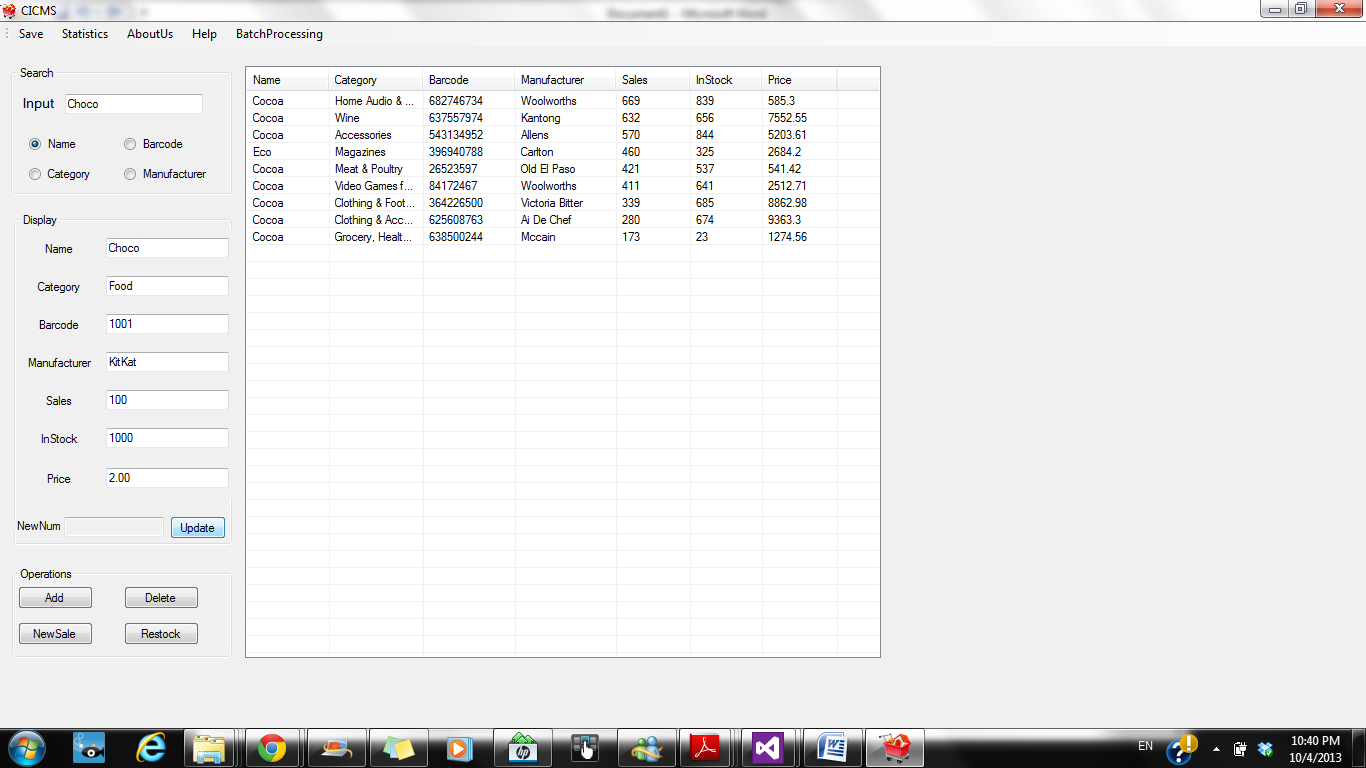 CICMS
Document1 - Microsoft Word
Save Statistics AboutUs Help BatchProcessing
Search
Input Choco
Name Barcode
Category Manufacturer
Display
Name Choco
Category Food
Barcode 1001
Manufacturer KitKat
Sales 100
InStock 1000
Price 2.00
NewNum Update
Operations
Add Delete
NewSale Restock
Name Category Barcode Manufacturer Sales InStock Price
Cocoa Home Audio & ... 682746734 Woolworths 669 839 585.3
Cocoa Wine 637557974 Kantong 632 656 7552.55
Cocoa Accessories 543134952 Allens 570 844 5203.61
Eco Magazines 396940788 Carlton 460 325 2684.2
Cocoa Meat & Poultry 26523597 Old El Paso 421 537 541.42
Cocoa Video Games f... 84172467 Woolworths 411 641 2512.71
Cocoa Clothing & Foot... 364226500 Victoria Bitter 339 685 8862.98
Cocoa Clothing & Acc... 625608763 Ai De Chef 280 674 9363.3
Cocoa Grocery, Healt... 638500244 Mccain 173 23 1274.56
hp
EN
10:40 PM
10/4/2013